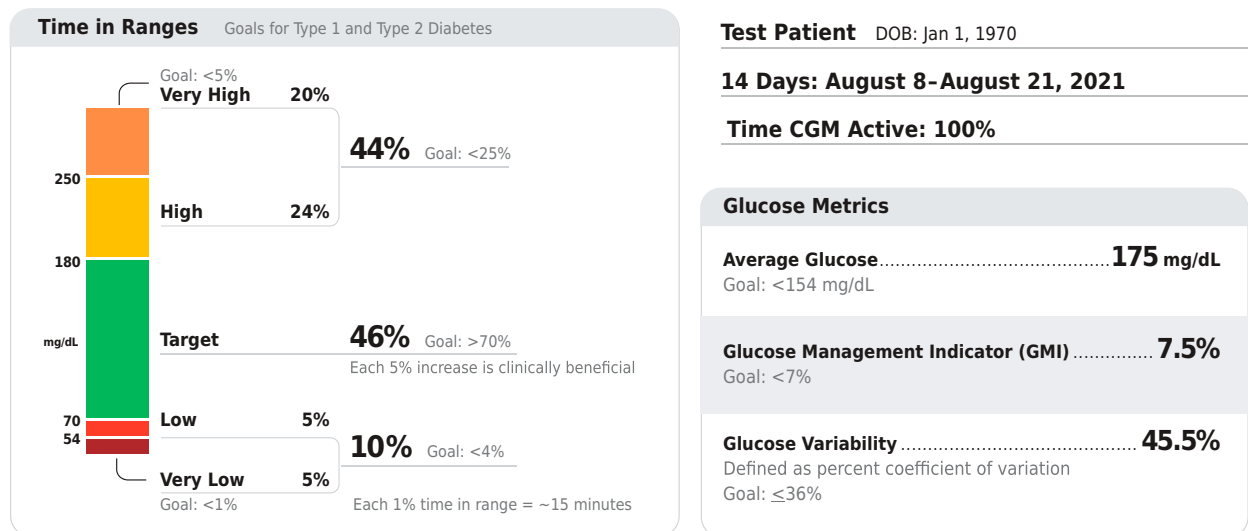 Time in Ranges Goals for Type 1 and Type 2 Diabetes
Goal: <5%
Very High 20%
44% Goal: <25%
250
High 24%
180
mg/dL
Target 46% Goal: >70%
Each 5% increase is clinically beneficial
70
Low 5%
54
10% Goal: <4%
Very Low 5%
Goal: <1%
Each 1% time in range = ~15 minutes
Test Patient DOB: Jan 1, 1970
14 Days: August 8–August 21, 2021
Time CGM Active: 100%
Glucose Metrics
Average Glucose........................................175 mg/dL
Goal: <154 mg/dL
Glucose Management Indicator (GMI)...............7.5%
Goal: <7%
Glucose Variability........................................45.5%
Defined as percent coefficient of variation
Goal: ≤36%